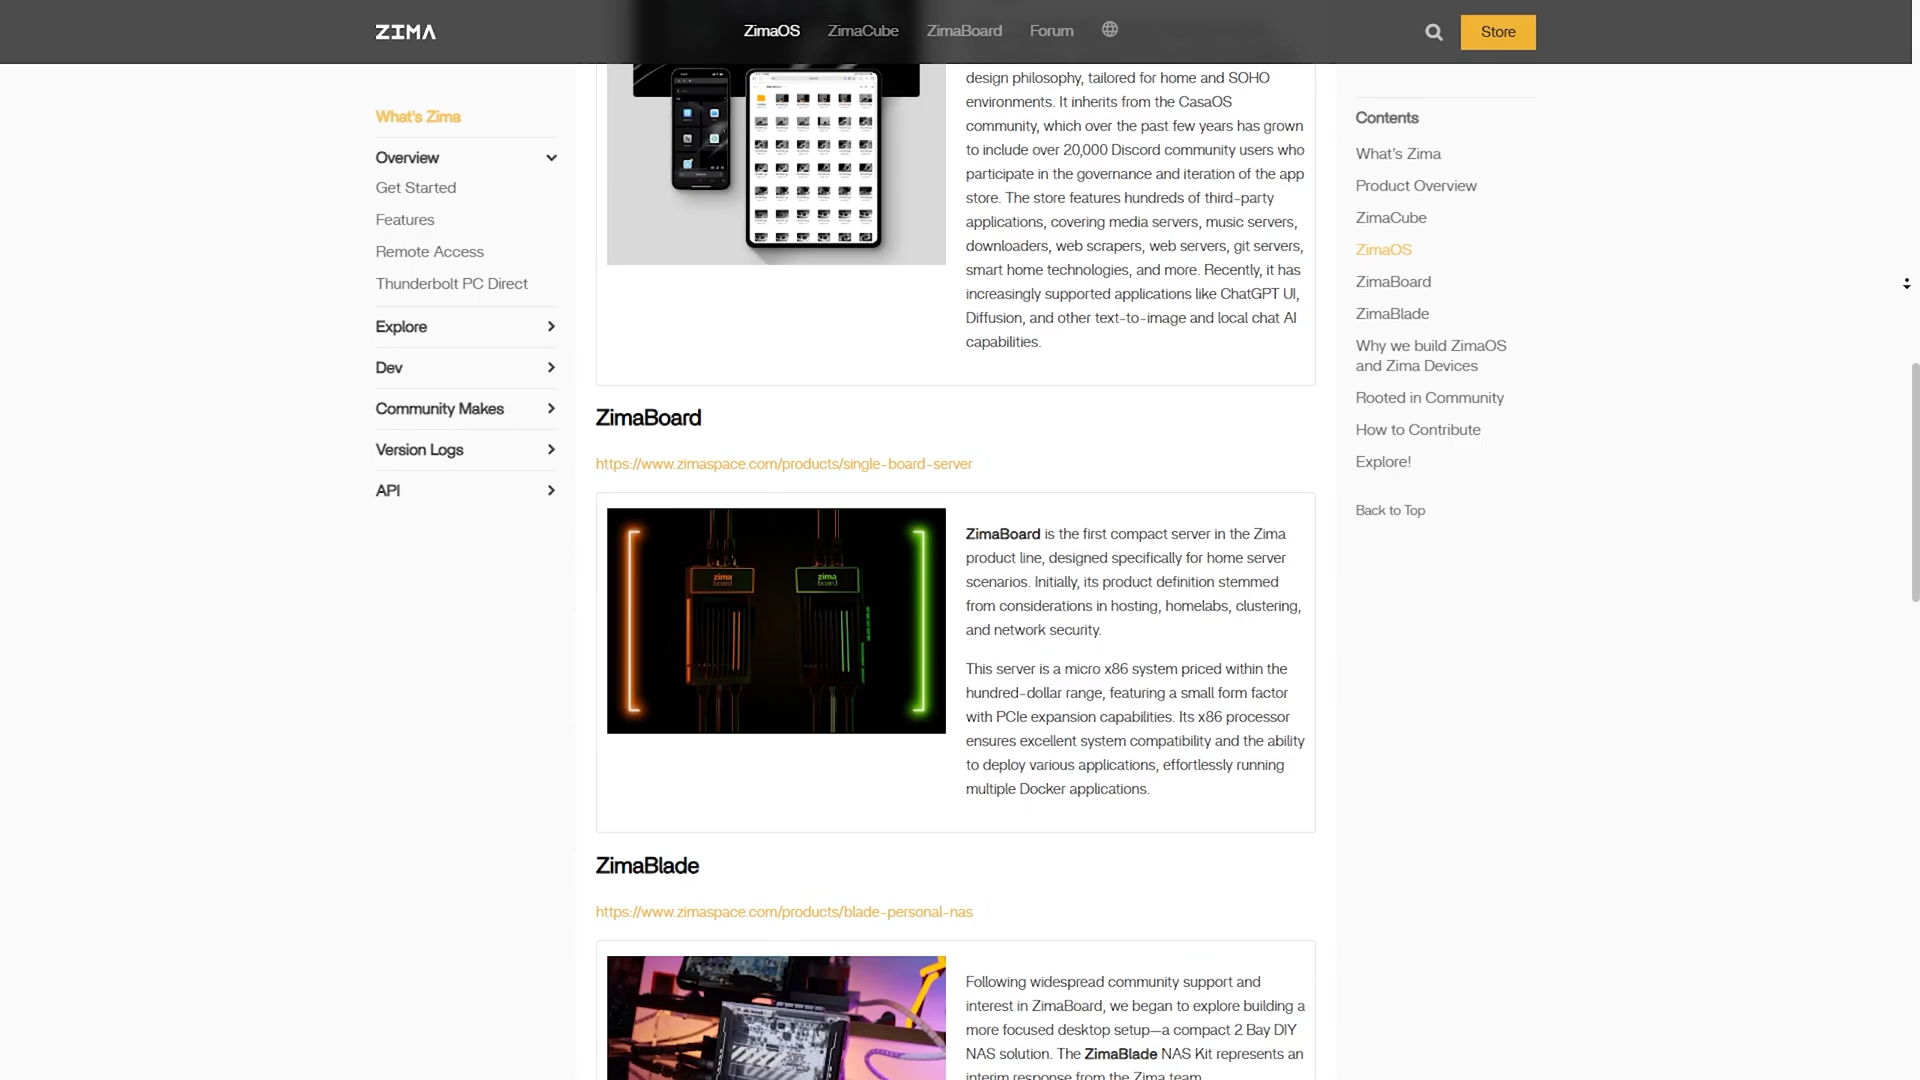 ZIMA
ZimaOS
ZimaCube
ZimaBoard
Forum
Store
What's Zima
Overview
Get Started
Features
Remote Access
Thunderbolt PC Direct
Explore
Dev
Community Makes
Version Logs
API
design philosophy, tailored for home and SOHO
environments. It inherits from the CasaOS
community, which over the past few years has grown
to include over 20,000 Discord community users who
participate in the governance and iteration of the app
store. The store features hundreds of third-party
applications, covering media servers, music servers,
downloaders, web scrapers, web servers, git servers,
smart home technologies, and more. Recently, it has
increasingly supported applications like ChatGPT UI,
Diffusion, and other text-to-image and local chat AI
capabilities.
ZimaBoard
https://www.zimaspace.com/products/single-board-server
zima
board
zima
board
ZimaBoard is the first compact server in the Zima
product line, designed specifically for home server
scenarios. Initially, its product definition stemmed
from considerations in hosting, homelabs, clustering,
and network security.
This server is a micro x86 system priced within the
hundred-dollar range, featuring a small form factor
with PCIe expansion capabilities. Its x86 processor
ensures excellent system compatibility and the ability
to deploy various applications, effortlessly running
multiple Docker applications.
ZimaBlade
https://www.zimaspace.com/products/blade-personal-nas
Following widespread community support and
interest in ZimaBoard, we began to explore building a
more focused desktop setup—a compact 2 Bay DIY
NAS solution. The ZimaBlade NAS Kit represents an
interim response from the Zima team
Contents
What's Zima
Product Overview
ZimaCube
ZimaOS
ZimaBoard
ZimaBlade
Why we build ZimaOS
and Zima Devices
Rooted in Community
How to Contribute
Explore!
Back to Top